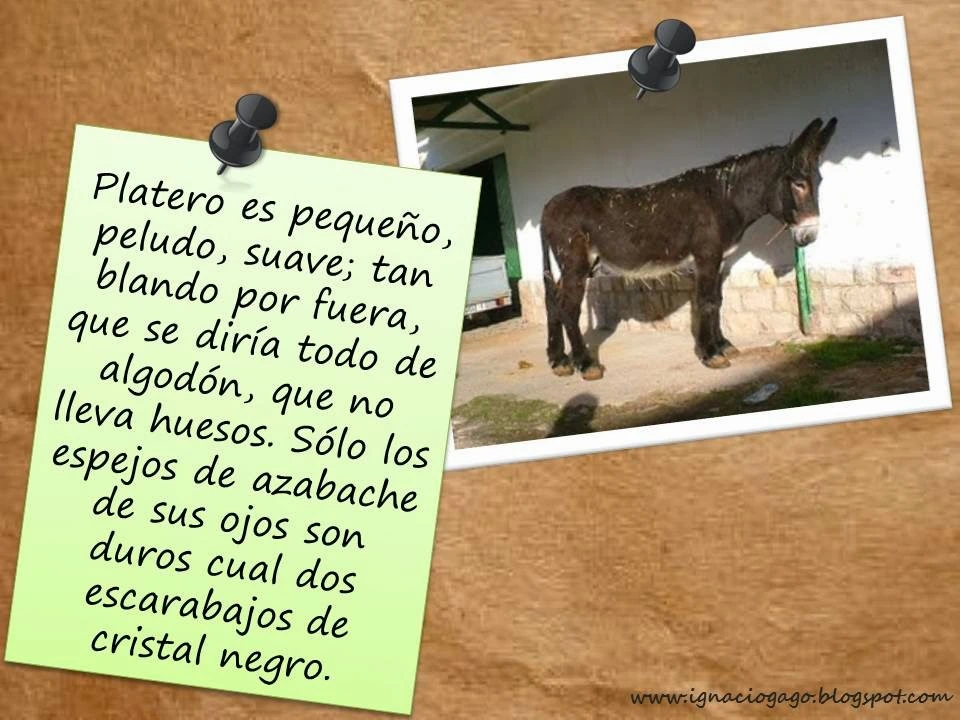 Platero es pequeño,
peludo, suave; tan
blando por fuera,
que se diría todo de
algodón, que no
lleva huesos. Sólo los
espejos de azabache
de sus ojos son
duros cual dos
escarabajos de
cristal negro.
www.ignaciogago.blogspot.com